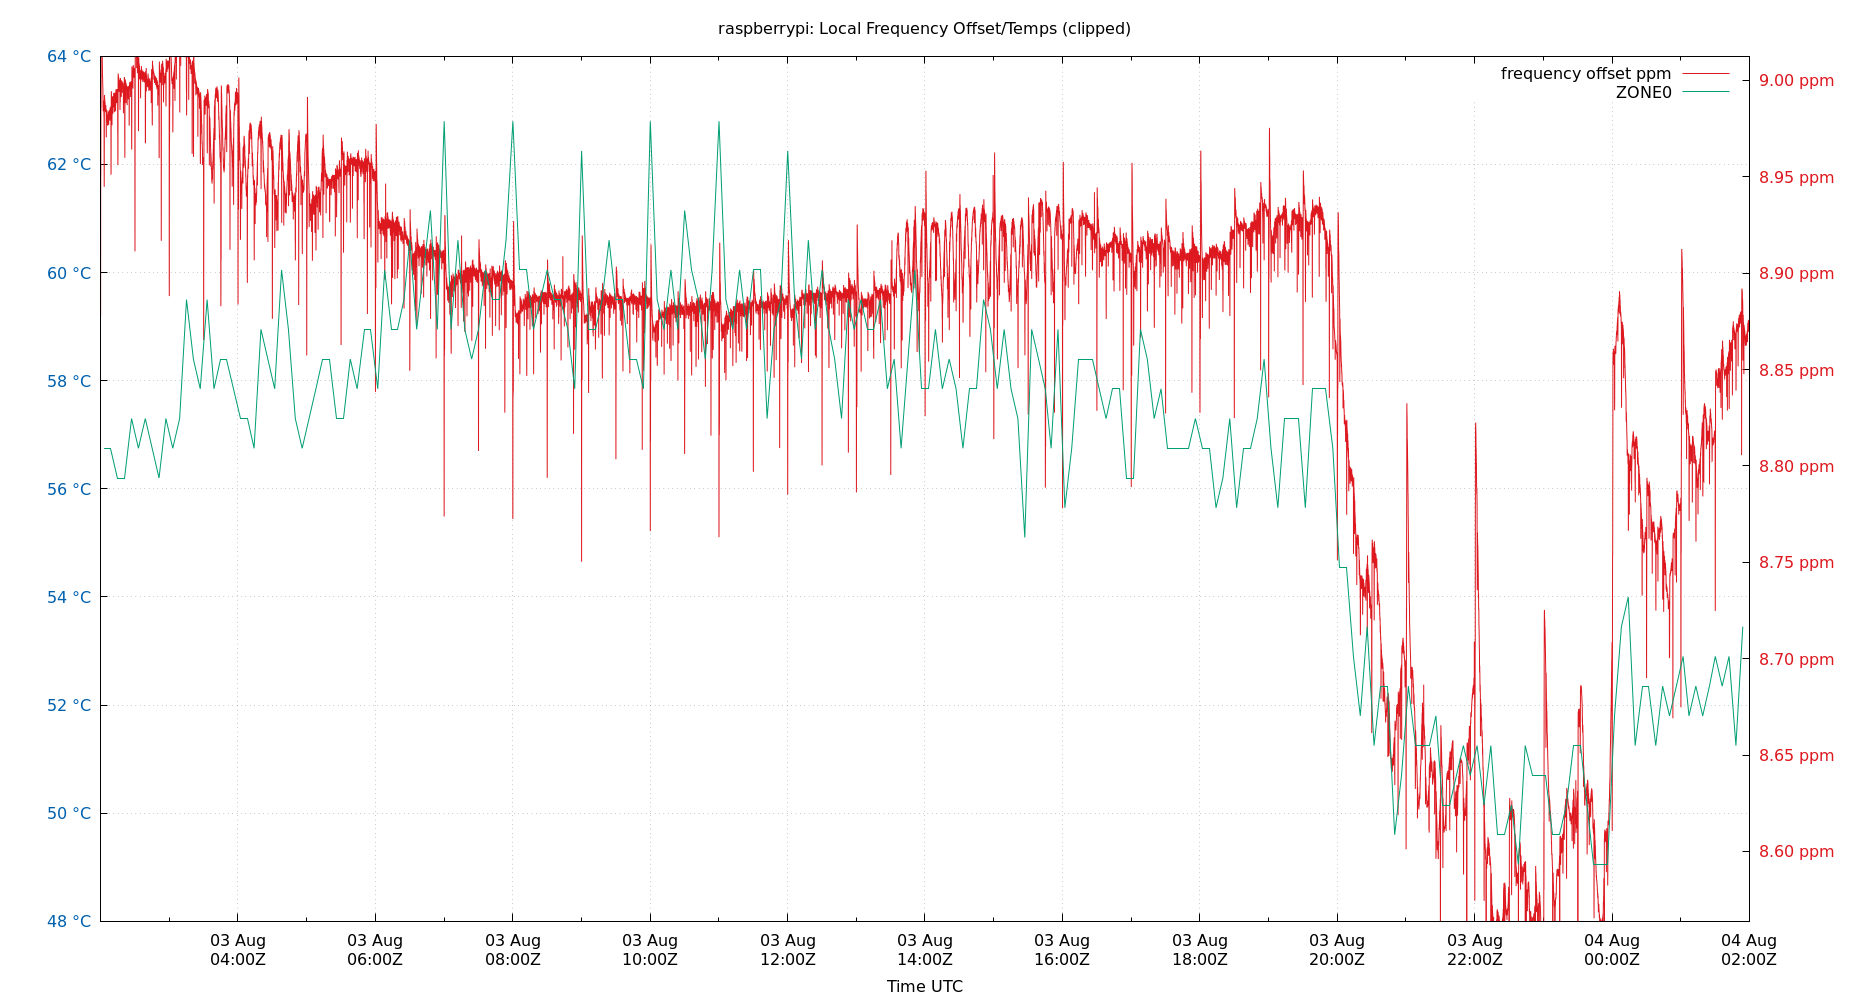 raspberrypi: Local Frequency Offset/Temps (clipped)
frequency offset ppm
ZONE0
64 °C
62 °C
60 °C
58 °C
56 °C
54 °C
52 °C
50 °C
48 °C
9.00 ppm
8.95 ppm
8.90 ppm
8.85 ppm
8.80 ppm
8.75 ppm
8.70 ppm
8.65 ppm
8.60 ppm
03 Aug 03 Aug 03 Aug 03 Aug 03 Aug 03 Aug 03 Aug 03 Aug 03 Aug 03 Aug 04 Aug 04 Aug
04:00Z 06:00Z 08:00Z 10:00Z 12:00Z 14:00Z 16:00Z 18:00Z 20:00Z 22:00Z 00:00Z 02:00Z
Time UTC